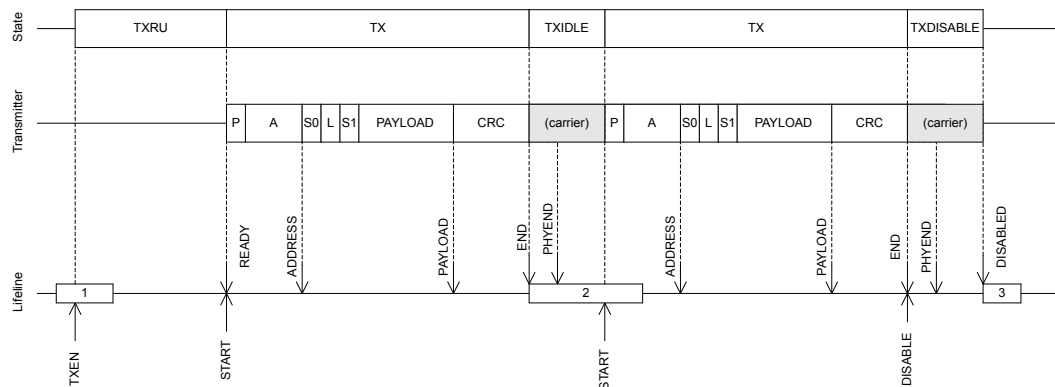 State
TXRU TX TXIDLE TX TXDISABLE
Transmitter
P A S0 L S1 PAYLOAD CRC (carrier) P A S0 L S1 PAYLOAD CRC (carrier)
READY
ADDRESS
PAYLOAD
END
PHYEND
ADDRESS
PAYLOAD
END
PHYEND
DISABLED
Lifeline
1 2 3
TXEN
START
START
DISABLE